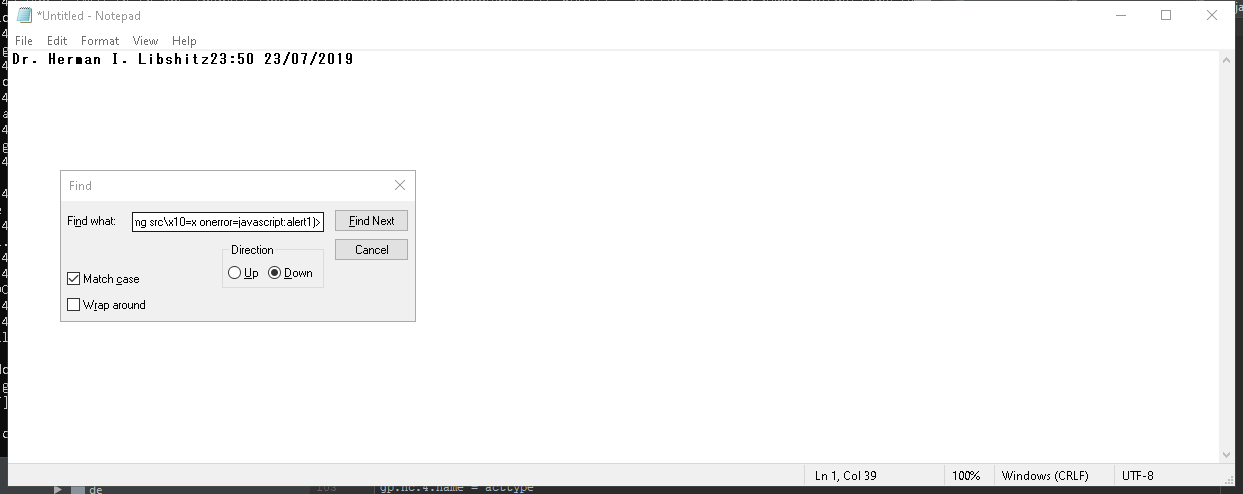 *Untitled - Notepad
File Edit Format View Help
Dr. Herman I. Libshitz23:50 23/07/2019
Find
Find what: mg src\x10=x onerror=javascript:alert1)> Find Next
Direction Cancel
Up Down
Match case
Wrap around
Ln 1, Col 39 100% Windows (CRLF) UTF-8
de gp.nc.4.name = acttype